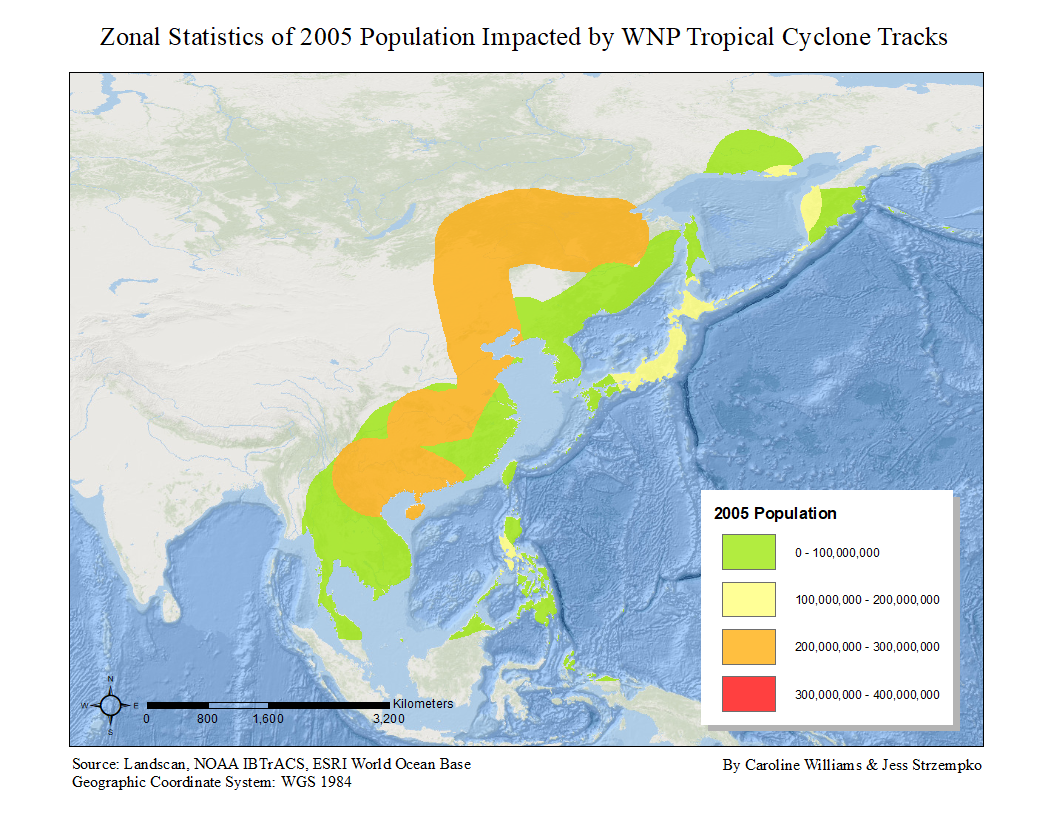 Zonal Statistics of 2005 Population Impacted by WNP Tropical Cyclone Tracks
2005 Population
0 - 100,000,000
100,000,000 - 200,000,000
200,000,000 - 300,000,000
300,000,000 - 400,000,000
N
W E
S
Kilometers
0 800 1,600 3,200
Source: Landscan, NOAA IBTrACS, ESRI World Ocean Base
Geographic Coordinate System: WGS 1984
By Caroline Williams & Jess Strzempko